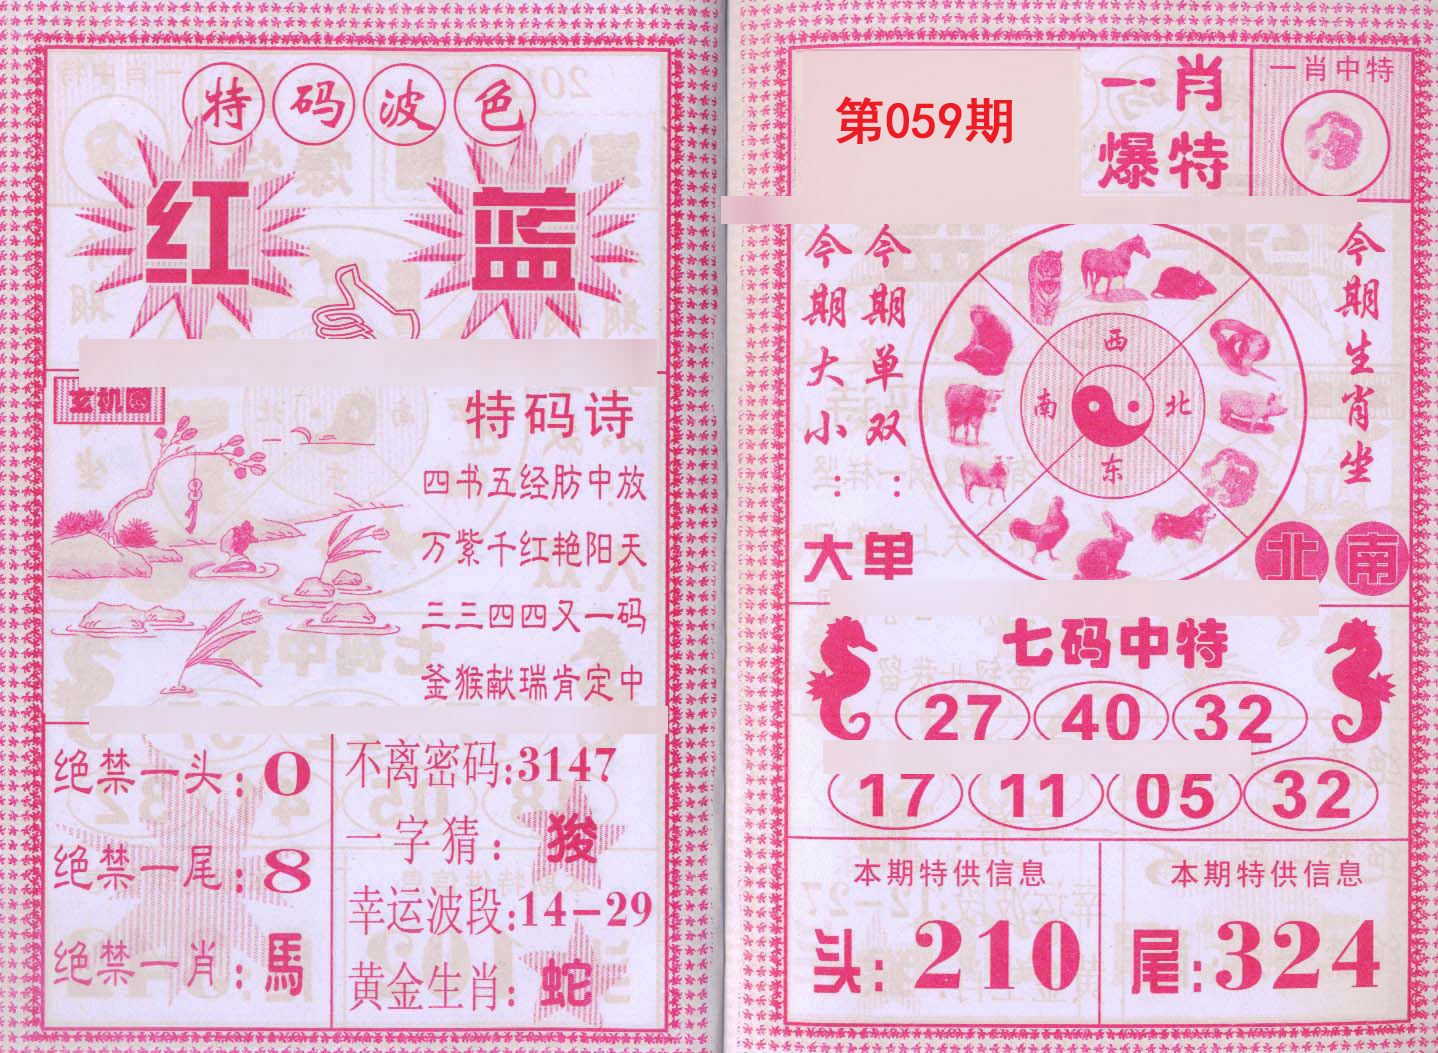 特码波色
红 蓝
玄机图
特码诗
四书五经肪中放
万紫千红艳阳天
三三四四又一码
釜猴献瑞肯定中
绝禁一头:0
绝禁一尾:8
绝禁一肖:馬
不离密码:3147
一字猜:狻
幸运波段:14-29
黄金生肖:蛇
第059期
一肖
爆特
一肖中特
今期大小:大
今期单双:单
西
南
北
东
今期生肖坐
北 南
七码中特
27 40 32
17 11 05 32
本期特供信息
头:210
本期特供信息
尾:324